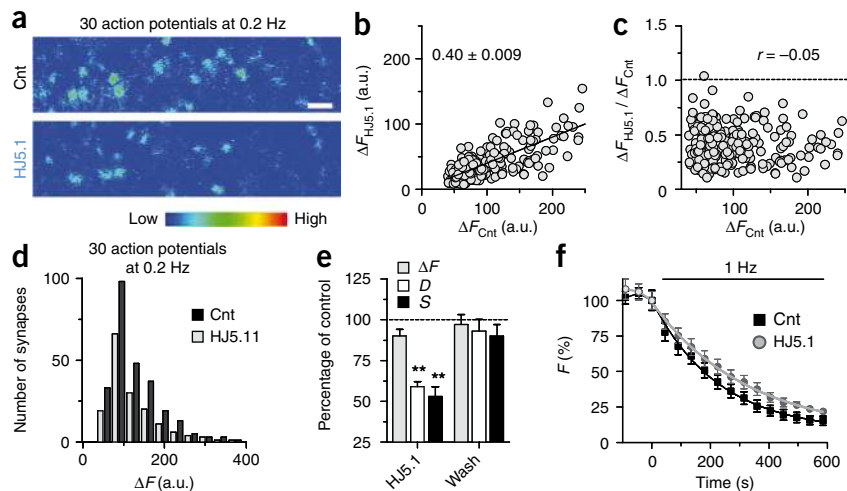 a
30 action potentials at 0.2 Hz
Cnt
HJ5.1
Low
High
b
0.40 ± 0.009
250
200
150
100
50
0
0
100
200
ΔF_HJ5.1 (a.u.)
ΔF_Cnt (a.u.)
c
r = –0.05
1.5
1.0
0.5
0
100
200
ΔF_HJ5.1 / ΔF_Cnt
ΔF_Cnt (a.u.)
d
30 action potentials
at 0.2 Hz
Cnt
HJ5.11
100
50
0
0
200
400
Number of synapses
ΔF (a.u.)
e
ΔF
D
S
125
100
75
50
25
Percentage of control
**
**
HJ5.1
Wash
f
1 Hz
Cnt
HJ5.1
100
75
50
25
0
0
200
400
600
F (%)
Time (s)